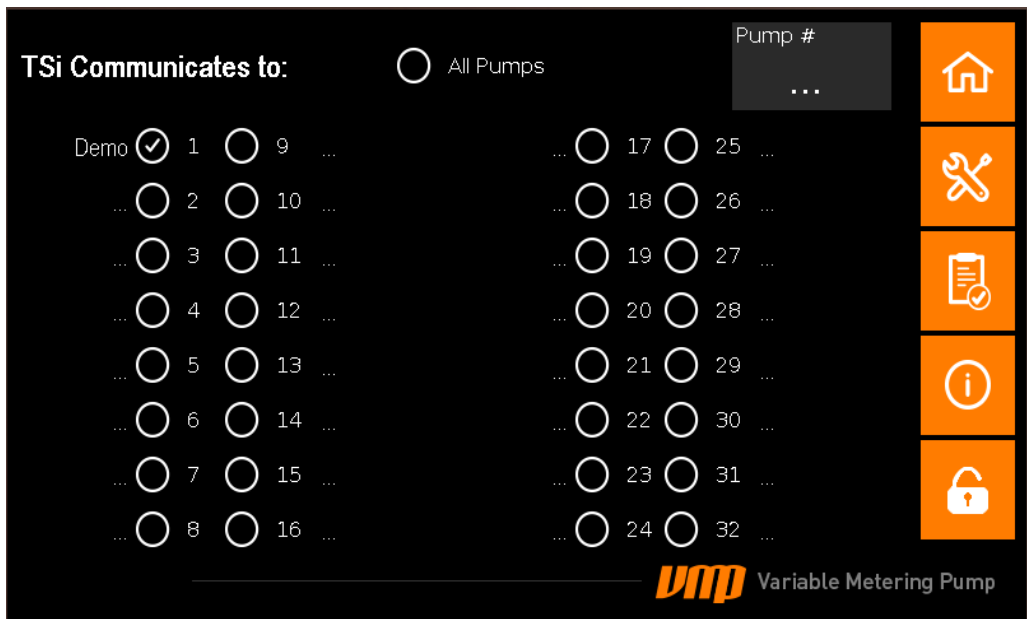 Pump #
TSi Communicates to: All Pumps
...
Demo 1 9 ... ... 17 25 ...
... 2 10 ... ... 18 26 ...
... 3 11 ... ... 19 27 ...
... 4 12 ... ... 20 28 ...
... 5 13 ... ... 21 29 ...
... 6 14 ... ... 22 30 ...
... 7 15 ... ... 23 31 ...
... 8 16 ... ... 24 32 ...
vmp Variable Metering Pump